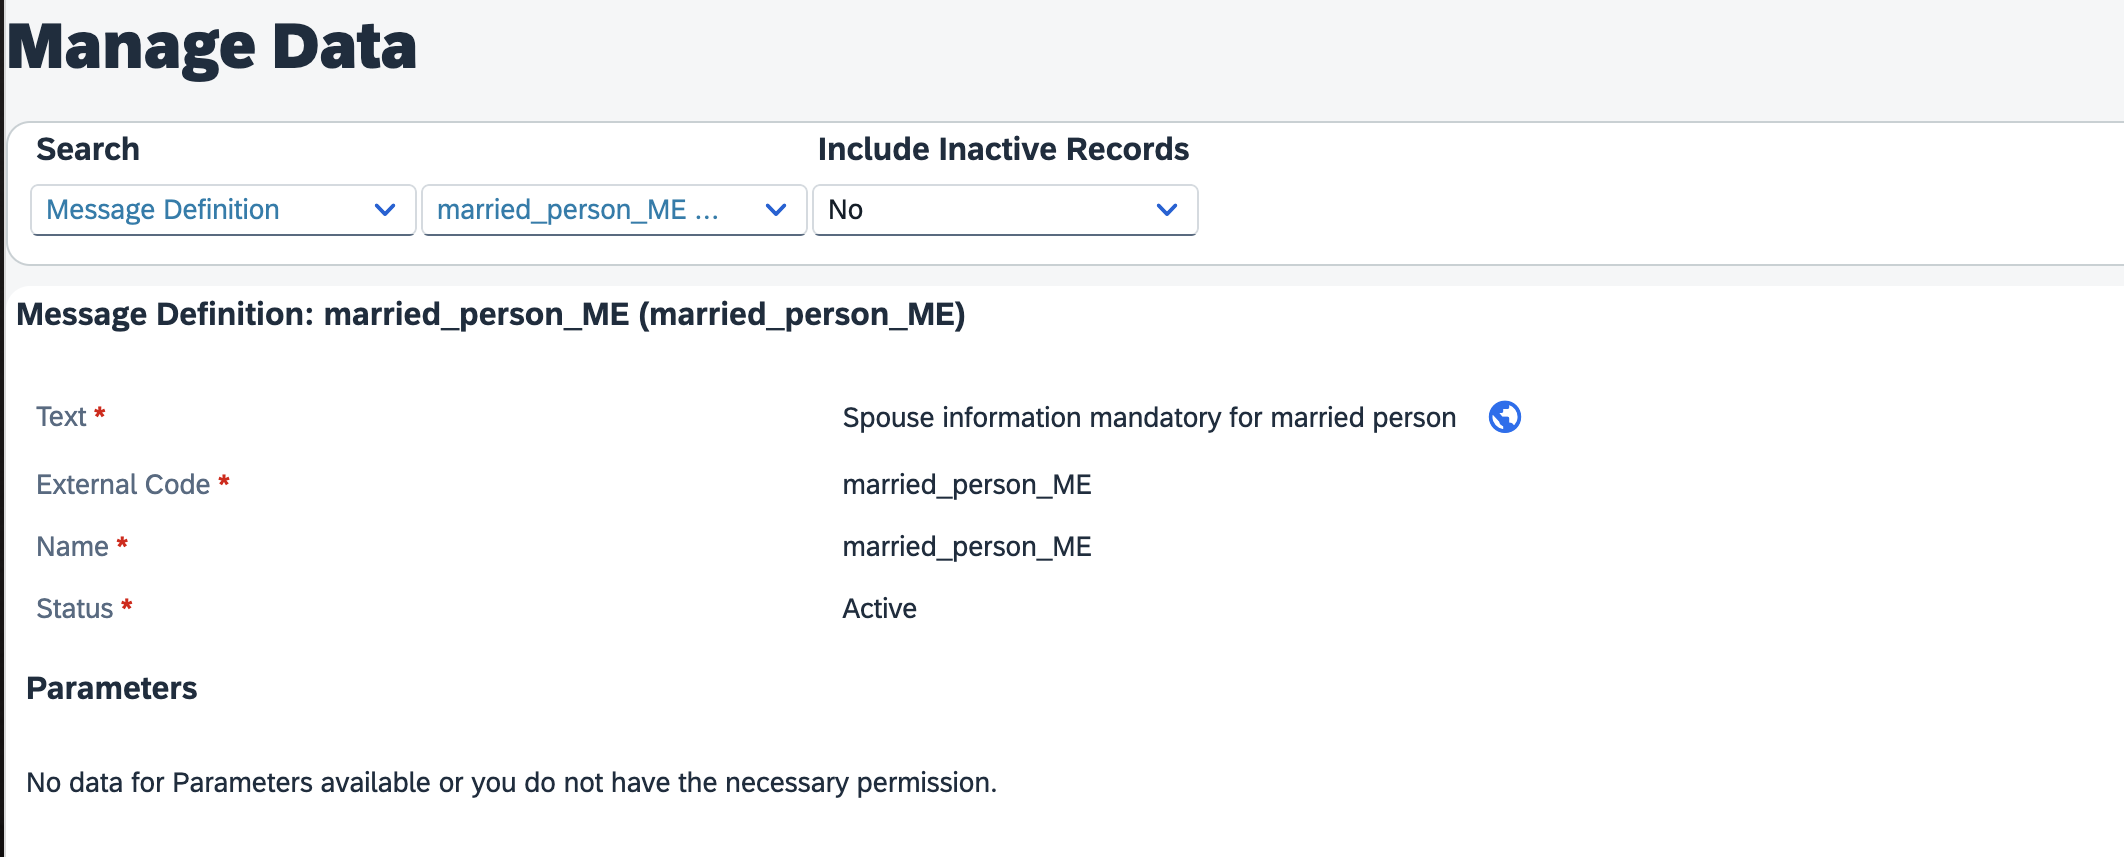 Manage Data
Search
Include Inactive Records
Message Definition
married_person_ME ...
No
Message Definition: married_person_ME (married_person_ME)
Text * Spouse information mandatory for married person
External Code * married_person_ME
Name * married_person_ME
Status * Active
Parameters
No data for Parameters available or you do not have the necessary permission.